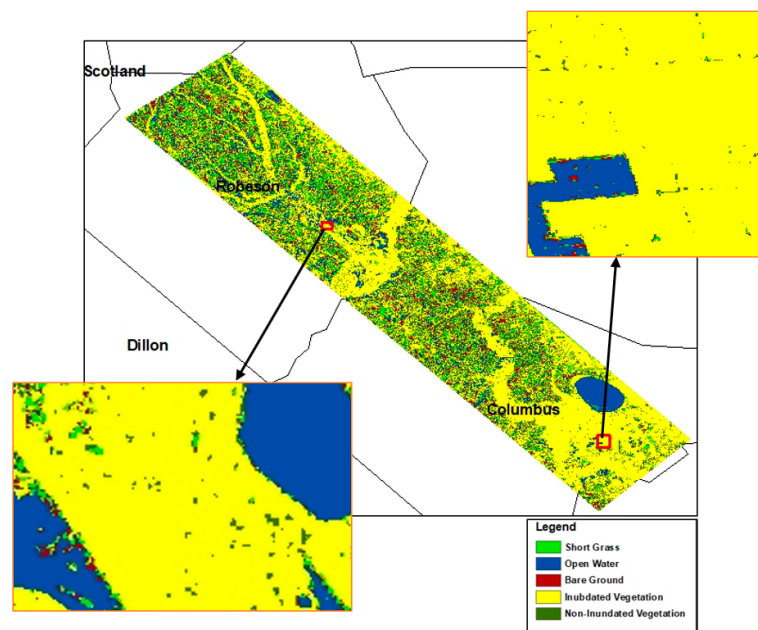 Scotland
Robeson
Dillon
Columbus
Legend
Short Grass
Open Water
Bare Ground
Inubdated Vegetation
Non-Inundated Vegetation